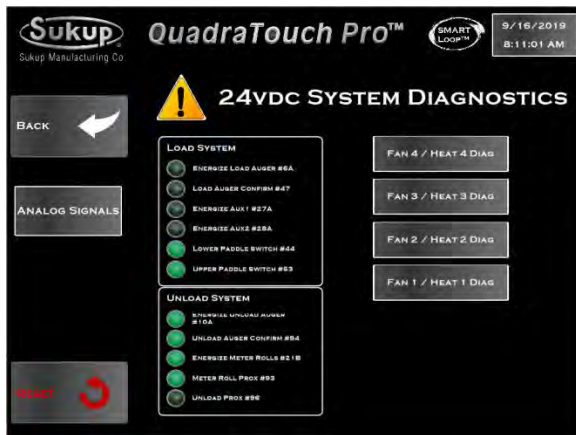 Sukup®
Sukup Manufacturing Co
QuadraTouch Pro™
SMART
LOOP™
9/16/2019
8:11:01 AM
24VDC SYSTEM DIAGNOSTICS
BACK
ANALOG SIGNALS
RESET
LOAD SYSTEM
ENERGIZE LOAD AUGER #6A
LOAD AUGER CONFIRM #47
ENERGIZE AUX1 #27A
ENERGIZE AUX2 #28A
LOWER PADDLE SWITCH #44
UPPER PADDLE SWITCH #53
UNLOAD SYSTEM
ENERGIZE UNLOAD AUGER
#10A
UNLOAD AUGER CONFIRM #94
ENERGIZE METER ROLLS #21B
METER ROLL PROX #93
UNLOAD PROX #96
FAN 4 / HEAT 4 DIAG
FAN 3 / HEAT 3 DIAG
FAN 2 / HEAT 2 DIAG
FAN 1 / HEAT 1 DIAG